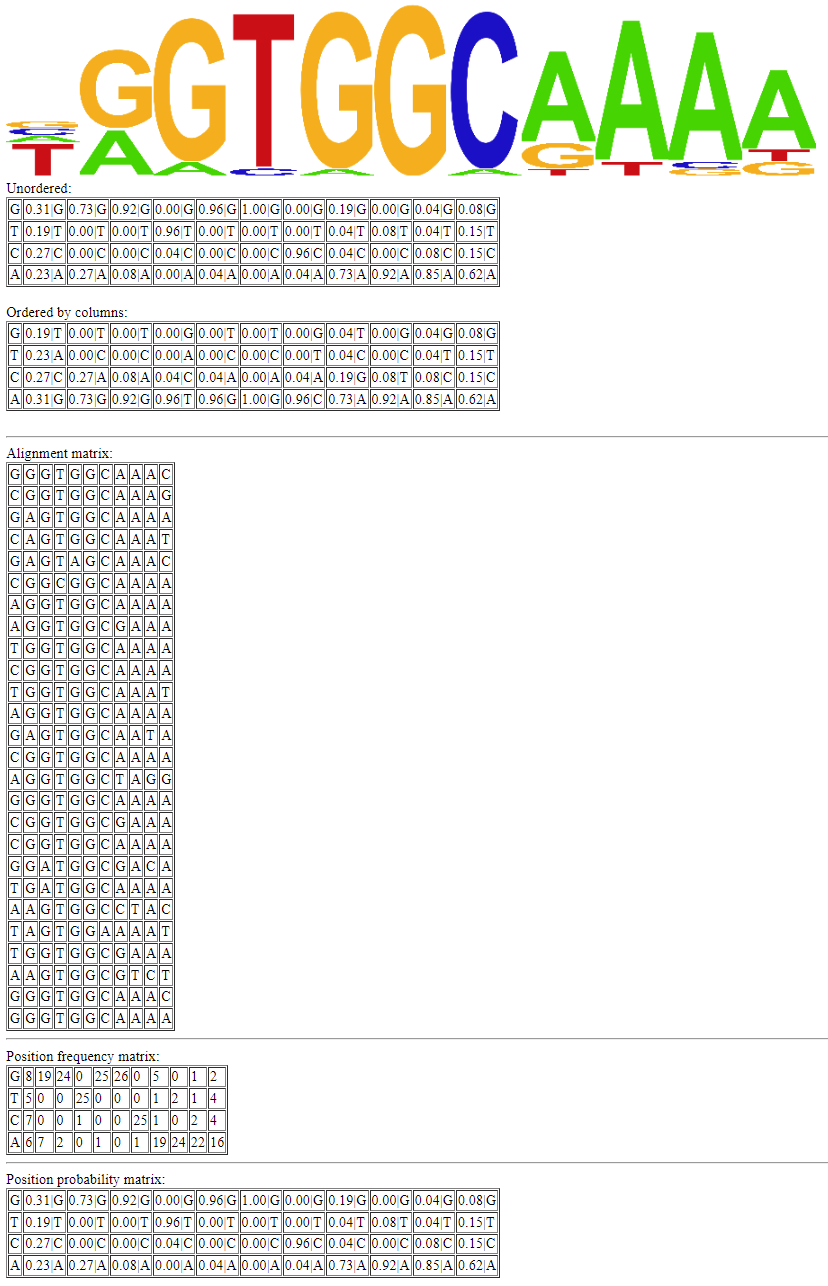 GGTGGCAAAA
Unordered:
G 0.31|G 0.73|G 0.92|G 0.00|G 0.96|G 1.00|G 0.00|G 0.19|G 0.00|G 0.04|G 0.08|G
T 0.19|T 0.00|T 0.00|T 0.96|T 0.00|T 0.00|T 0.00|T 0.04|T 0.08|T 0.04|T 0.15|T
C 0.27|C 0.00|C 0.00|C 0.04|C 0.00|C 0.00|C 0.96|C 0.04|C 0.00|C 0.08|C 0.15|C
A 0.23|A 0.27|A 0.08|A 0.00|A 0.04|A 0.00|A 0.04|A 0.73|A 0.92|A 0.85|A 0.62|A
Ordered by columns:
G 0.19|T 0.00|T 0.00|T 0.00|G 0.00|T 0.00|T 0.00|G 0.04|T 0.00|G 0.04|G 0.08|G
T 0.23|A 0.00|C 0.00|C 0.00|A 0.00|C 0.00|C 0.00|T 0.04|C 0.00|C 0.04|T 0.15|T
C 0.27|C 0.27|A 0.08|A 0.04|C 0.04|A 0.00|A 0.04|A 0.19|G 0.08|T 0.08|C 0.15|C
A 0.31|G 0.73|G 0.92|G 0.96|T 0.96|G 1.00|G 0.96|C 0.73|A 0.92|A 0.85|A 0.62|A
Alignment matrix:
G G G T G G C A A A C
C G G T G G C A A A G
G A G T G G C A A A A
C A G T G G C A A A T
G A G T A G C A A A C
C G G C G G C A A A A
A G G T G G C A A A A
A G G T G G C G A A A
T G G T G G C A A A A
C G G T G G C A A A A
T G G T G G C A A A T
A G G T G G C A A A A
G A G T G G C A A T A
C G G T G G C A A A A
A G G T G G C T A G G
G G G T G G C A A A A
C G G T G G C G A A A
C G G T G G C A A A A
G G A T G G C G A C A
T G A T G G C A A A A
A A G T G G C C T A C
T A G T G G A A A A T
T G G T G G C G A A A
A A G T G G C G T C T
G G G T G G C A A A C
G G G T G G C A A A A
Position frequency matrix:
G 8 19 24 0 25 26 0 5 0 1 2
T 5 0 0 25 0 0 0 1 2 1 4
C 7 0 0 1 0 0 25 1 0 2 4
A 6 7 2 0 1 0 1 19 24 22 16
Position probability matrix:
G 0.31|G 0.73|G 0.92|G 0.00|G 0.96|G 1.00|G 0.00|G 0.19|G 0.00|G 0.04|G 0.08|G
T 0.19|T 0.00|T 0.00|T 0.96|T 0.00|T 0.00|T 0.00|T 0.04|T 0.08|T 0.04|T 0.15|T
C 0.27|C 0.00|C 0.00|C 0.04|C 0.00|C 0.00|C 0.96|C 0.04|C 0.00|C 0.08|C 0.15|C
A 0.23|A 0.27|A 0.08|A 0.00|A 0.04|A 0.00|A 0.04|A 0.73|A 0.92|A 0.85|A 0.62|A